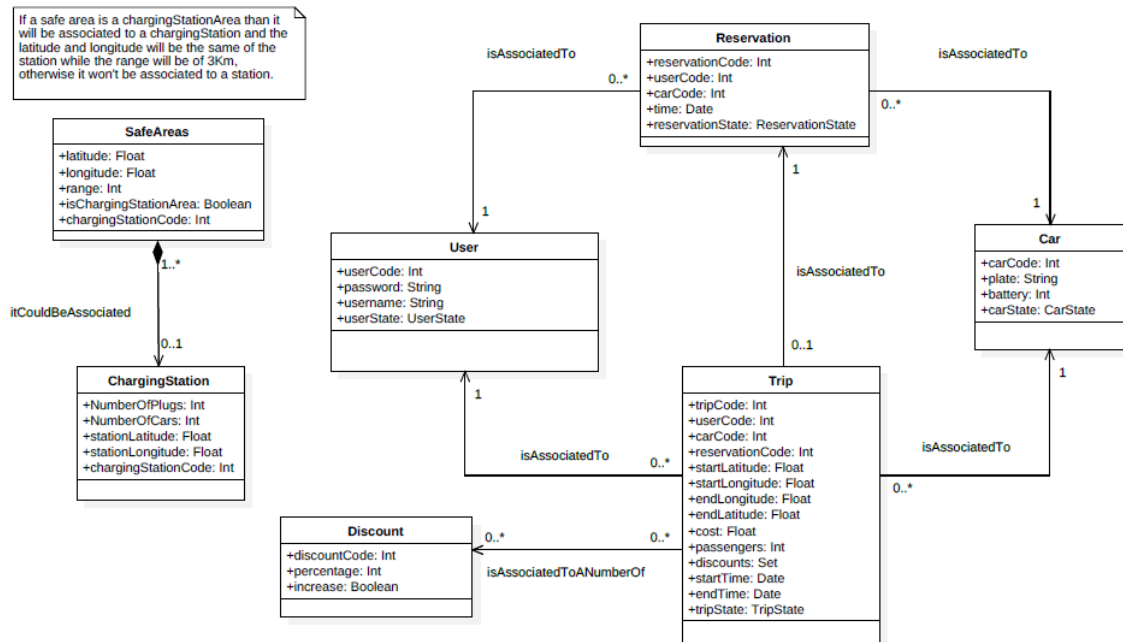 If a safe area is a chargingStationArea than it
will be associated to a chargingStation and the
latitude and longitude will be the same of the
station while the range will be of 3Km,
otherwise it won't be associated to a station.
Reservation
+reservationCode: Int
+userCode: Int
+carCode: Int
+time: Date
+reservationState: ReservationState
isAssociatedTo
0..*
1
isAssociatedTo
0..*
1
SafeAreas
+latitude: Float
+longitude: Float
+range: Int
+isChargingStationArea: Boolean
+chargingStationCode: Int
1..*
itCouldBeAssociated
0..1
User
+userCode: Int
+password: String
+username: String
+userState: UserState
1
isAssociatedTo
0..1
Car
+carCode: Int
+plate: String
+battery: Int
+carState: CarState
ChargingStation
+NumberOfPlugs: Int
+NumberOfCars: Int
+stationLatitude: Float
+stationLongitude: Float
+chargingStationCode: Int
1
isAssociatedTo
0..*
Trip
+tripCode: Int
+userCode: Int
+carCode: Int
+reservationCode: Int
+startLatitude: Float
+startLongitude: Float
+endLongitude: Float
+endLatitude: Float
+cost: Float
+passengers: Int
+discounts: Set
+startTime: Date
+endTime: Date
+tripState: TripState
1
isAssociatedTo
0..*
Discount
+discountCode: Int
+percentage: Int
+increase: Boolean
0..*
0..*
isAssociatedToANumberOf